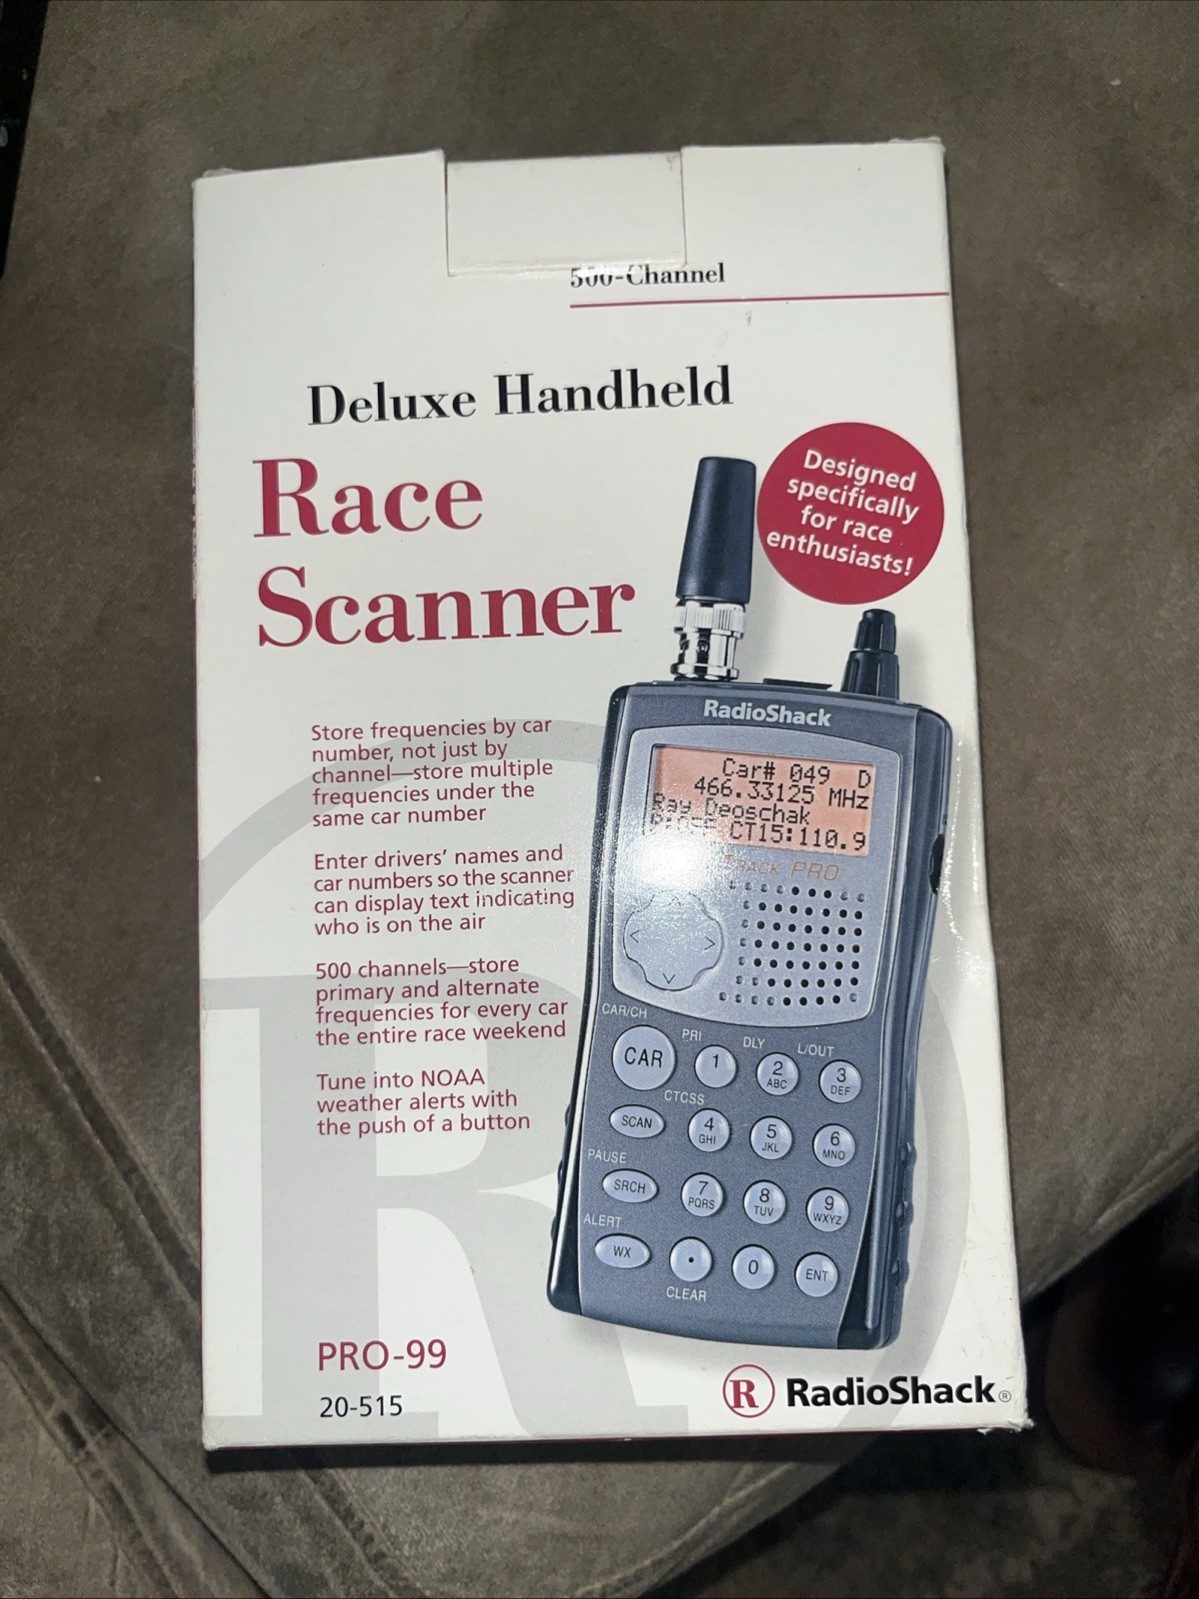 500-Channel
Deluxe Handheld
Race
Scanner
Designed
specifically
for race
enthusiasts!
Store frequencies by car
number, not just by
channel—store multiple
frequencies under the
same car number
Enter drivers' names and
car numbers so the scanner
can display text indicating
who is on the air
500 channels—store
primary and alternate
frequencies for every car
the entire race weekend
Tune into NOAA
weather alerts with
the push of a button
RadioShack
Car# 049 D
466.33125 MHz
Ray Deoschak
CT15:110.9
TRACK PRO
CAR/CH
PRI DLY L/OUT
CAR 1 2 ABC 3 DEF
CTCSS
SCAN 4 GHI 5 JKL 6 MNO
PAUSE
SRCH 7 PQRS 8 TUV 9 WXYZ
ALERT
WX • 0 ENT
CLEAR
PRO-99
20-515
R RadioShack®